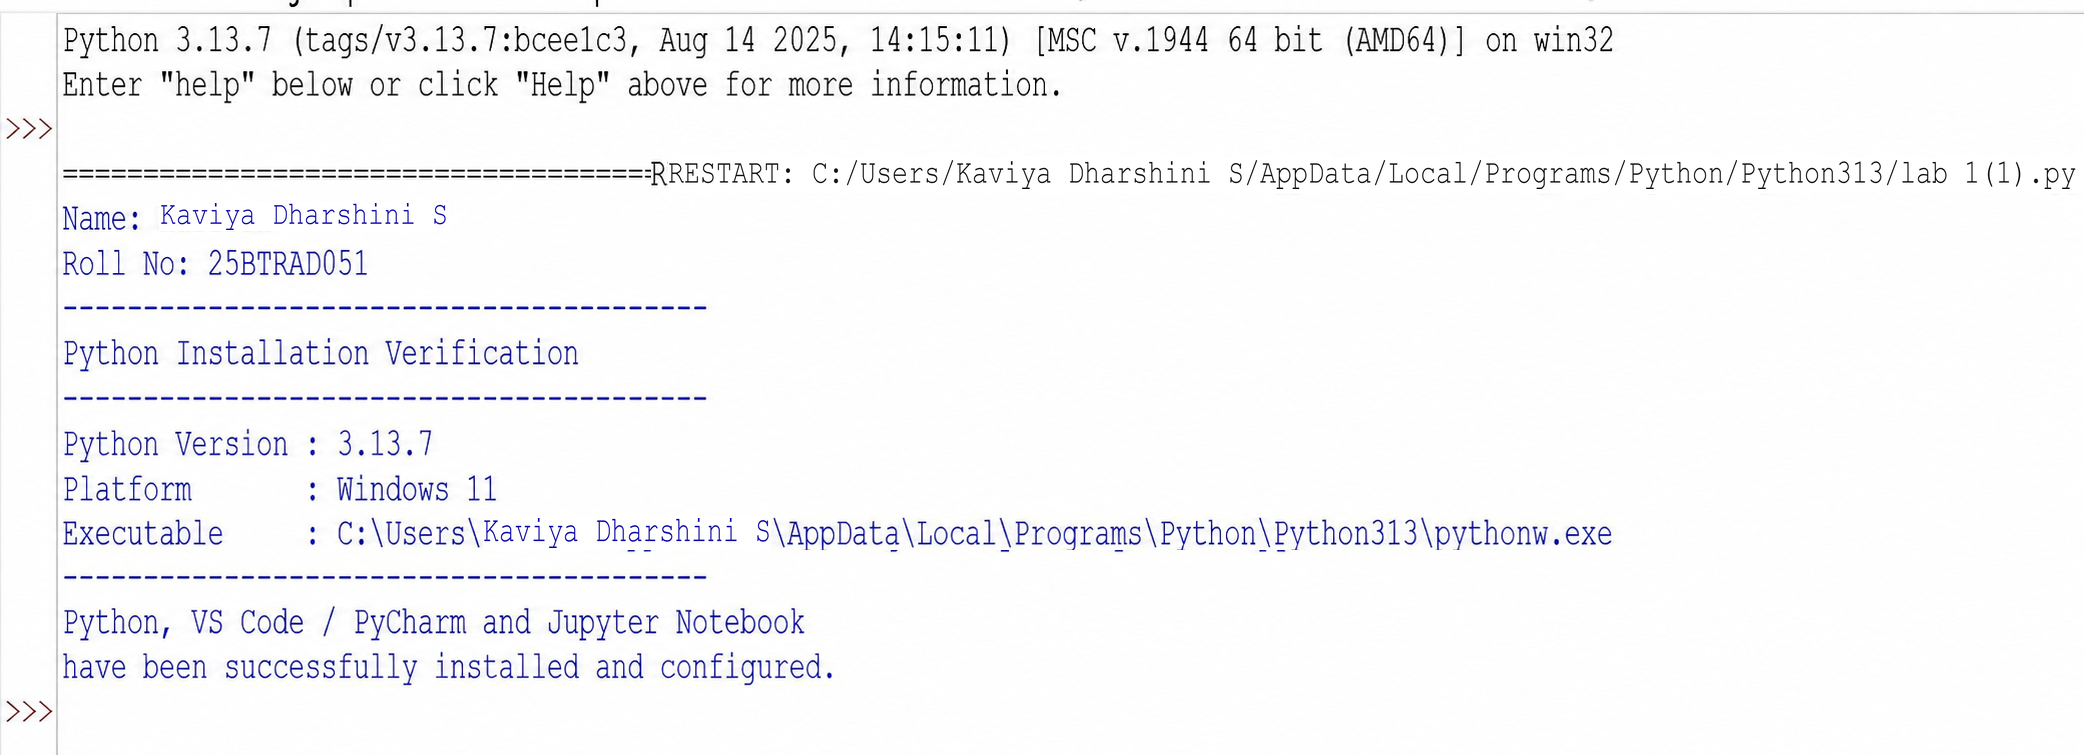 Python 3.13.7 (tags/v3.13.7:bcee1c3, Aug 14 2025, 14:15:11) [MSC v.1944 64 bit (AMD64)] on win32
Enter "help" below or click "Help" above for more information.
>>>
=====================================RRESTART: C:/Users/Kaviya Dharshini S/AppData/Local/Programs/Python/Python313/lab 1(1).py
Name: Kaviya Dharshini S
Roll No: 25BTRAD051
----------------------------------------
Python Installation Verification
----------------------------------------
Python Version : 3.13.7
Platform       : Windows 11
Executable     : C:\Users\Kaviya Dharshini S\AppData\Local\Programs\Python\Python313\pythonw.exe
----------------------------------------
Python, VS Code / PyCharm and Jupyter Notebook
have been successfully installed and configured.
>>>